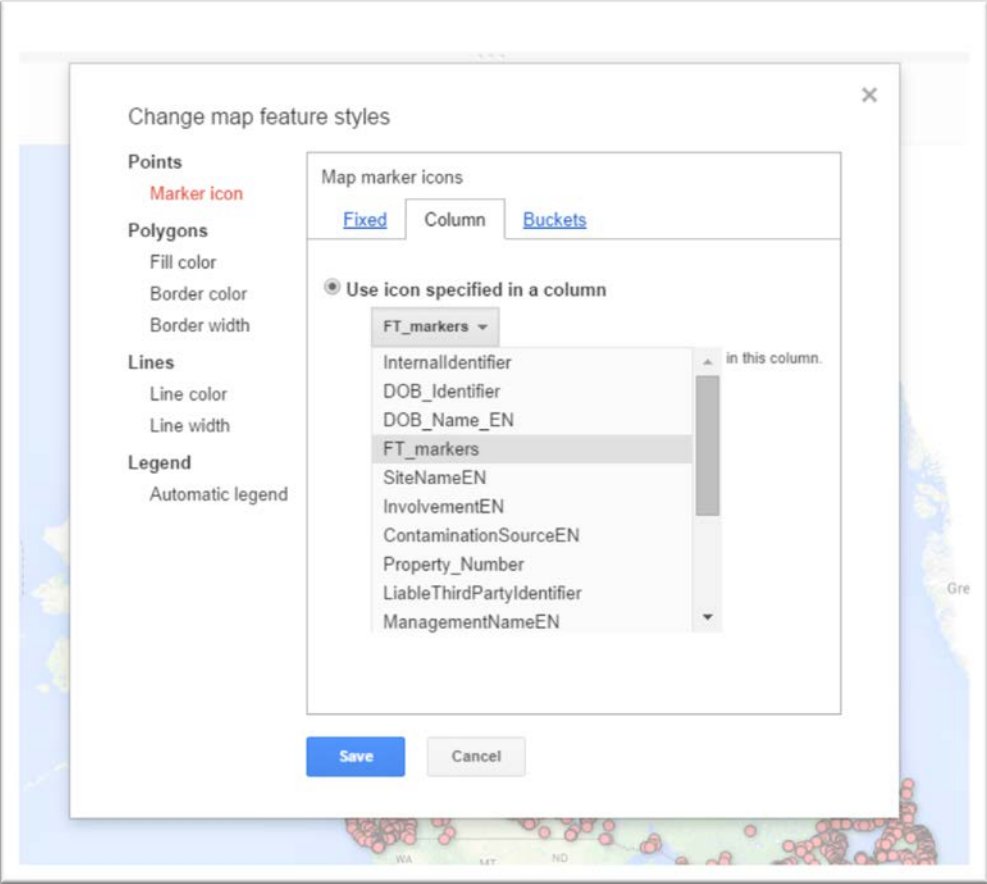 Change map feature styles
Points
Marker icon
Polygons
Fill color
Border color
Border width
Lines
Line color
Line width
Legend
Automatic legend
Map marker icons
Fixed
Column
Buckets
Use icon specified in a column
FT_markers
in this column.
InternalIdentifier
DOB_Identifier
DOB_Name_EN
FT_markers
SiteNameEN
InvolvementEN
ContaminationSourceEN
Property_Number
LiableThirdPartyIdentifier
ManagementNameEN
Save
Cancel
Gre
WA
MT
ND